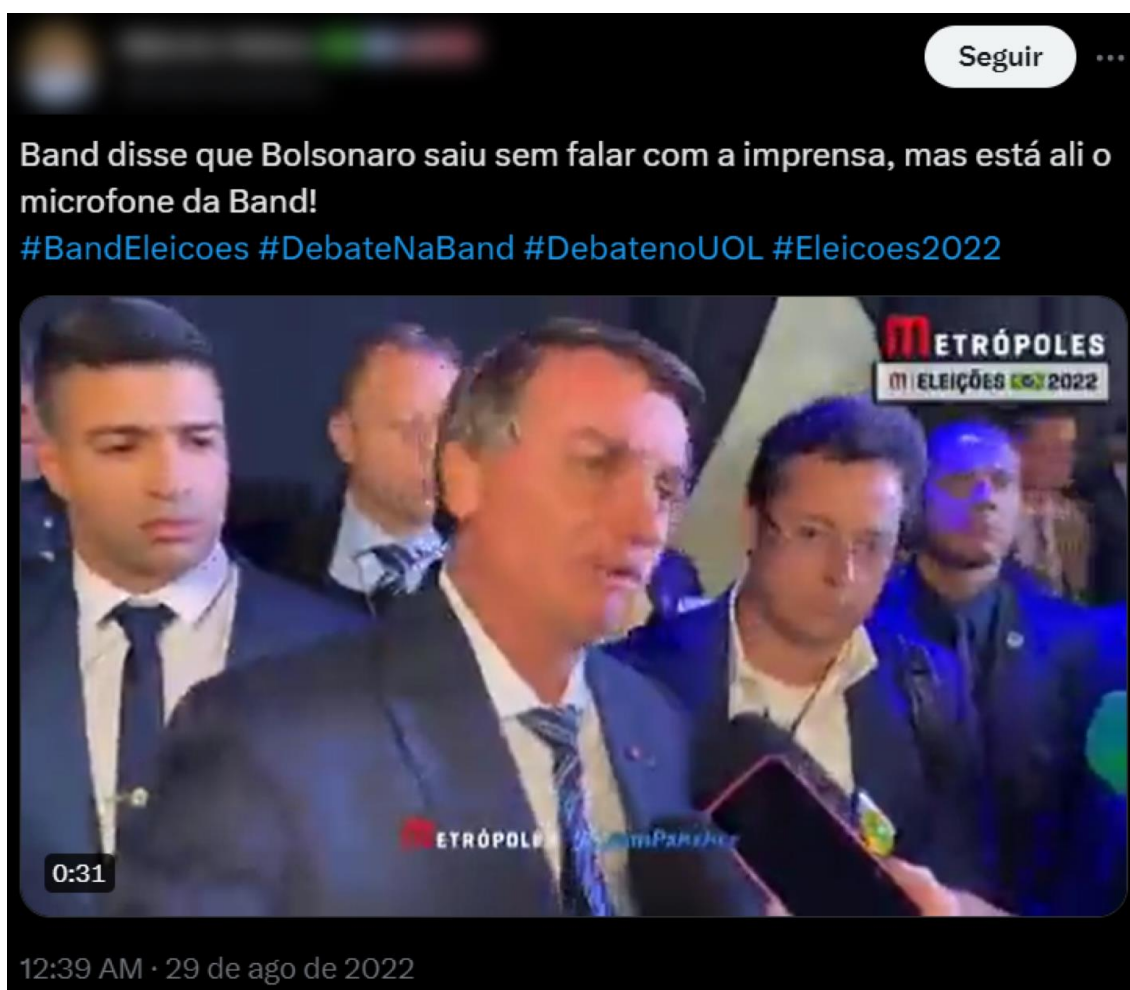 Seguir
Band disse que Bolsonaro saiu sem falar com a imprensa, mas está ali o
microfone da Band!
#BandEleicoes #DebateNaBand #DebatenoUOL #Eleicoes2022
METRÓPOLES
m ELEIÇÕES 2022
METRÓPOLES
0:31
12:39 AM · 29 de ago de 2022